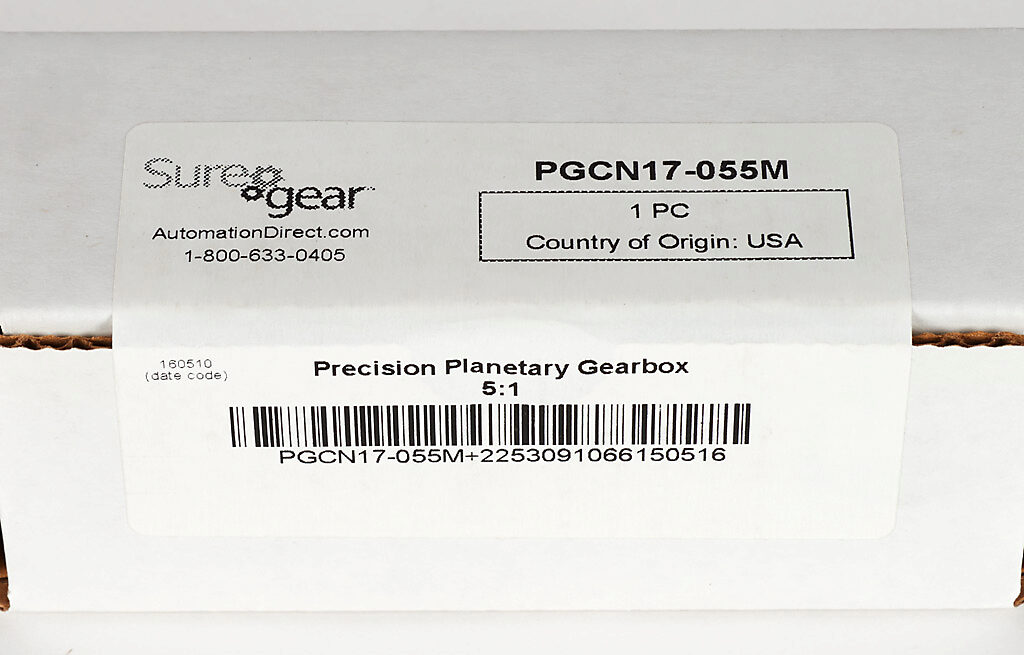 Sure gear
AutomationDirect.com
1-800-633-0405
PGCN17-055M
1 PC
Country of Origin: USA
160510
(date code)
Precision Planetary Gearbox
5:1
PGCN17-055M+2253091066150516